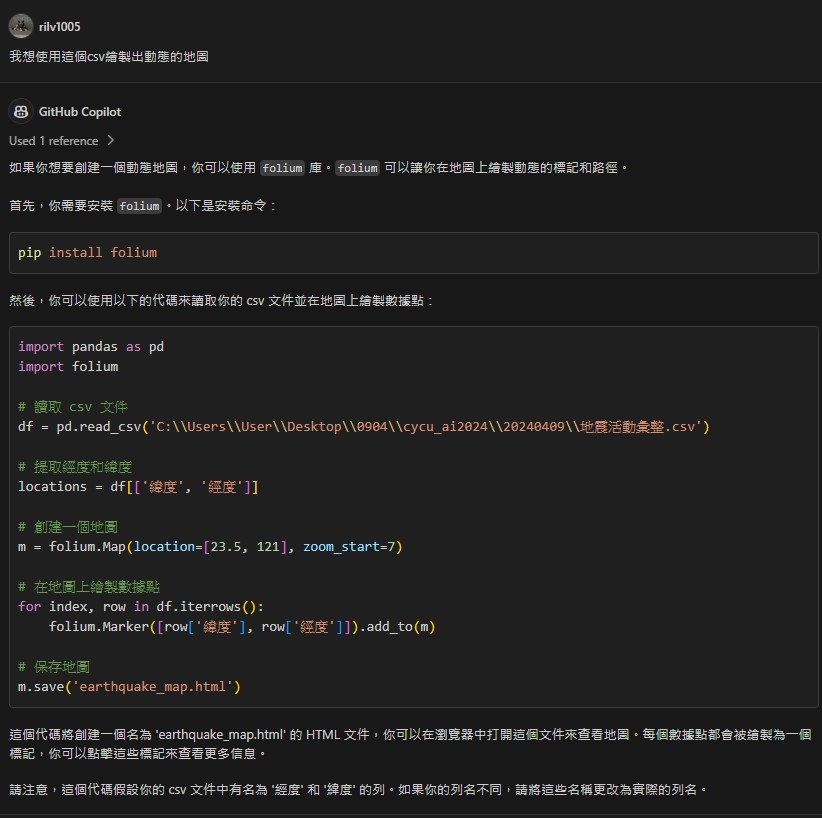 rilv1005
我想使用這個csv繪製出動態的地圖
GitHub Copilot
Used 1 reference
如果你想要創建一個動態地圖，你可以使用 folium 庫。folium 可以讓你在地圖上繪製動態的標記和路徑。
首先，你需要安裝 folium。以下是安裝命令：
pip install folium
然後，你可以使用以下的代碼來讀取你的 csv 文件並在地圖上繪製數據點：
import pandas as pd
import folium
# 讀取 csv 文件
df = pd.read_csv('C:\\Users\\User\\Desktop\\0904\\cycu_ai2024\\20240409\\地震活動彙整.csv')
# 提取經度和緯度
locations = df[['緯度', '經度']]
# 創建一個地圖
m = folium.Map(location=[23.5, 121], zoom_start=7)
# 在地圖上繪製數據點
for index, row in df.iterrows():
    folium.Marker([row['緯度'], row['經度']]).add_to(m)
# 保存地圖
m.save('earthquake_map.html')
這個代碼將創建一個名為 'earthquake_map.html' 的 HTML 文件，你可以在瀏覽器中打開這個文件來查看地圖。每個數據點都會被繪製為一個
標記，你可以點擊這些標記來查看更多信息。
請注意，這個代碼假設你的 csv 文件中有名為 '經度' 和 '緯度' 的列。如果你的列名不同，請將這些名稱更改為實際的列名。